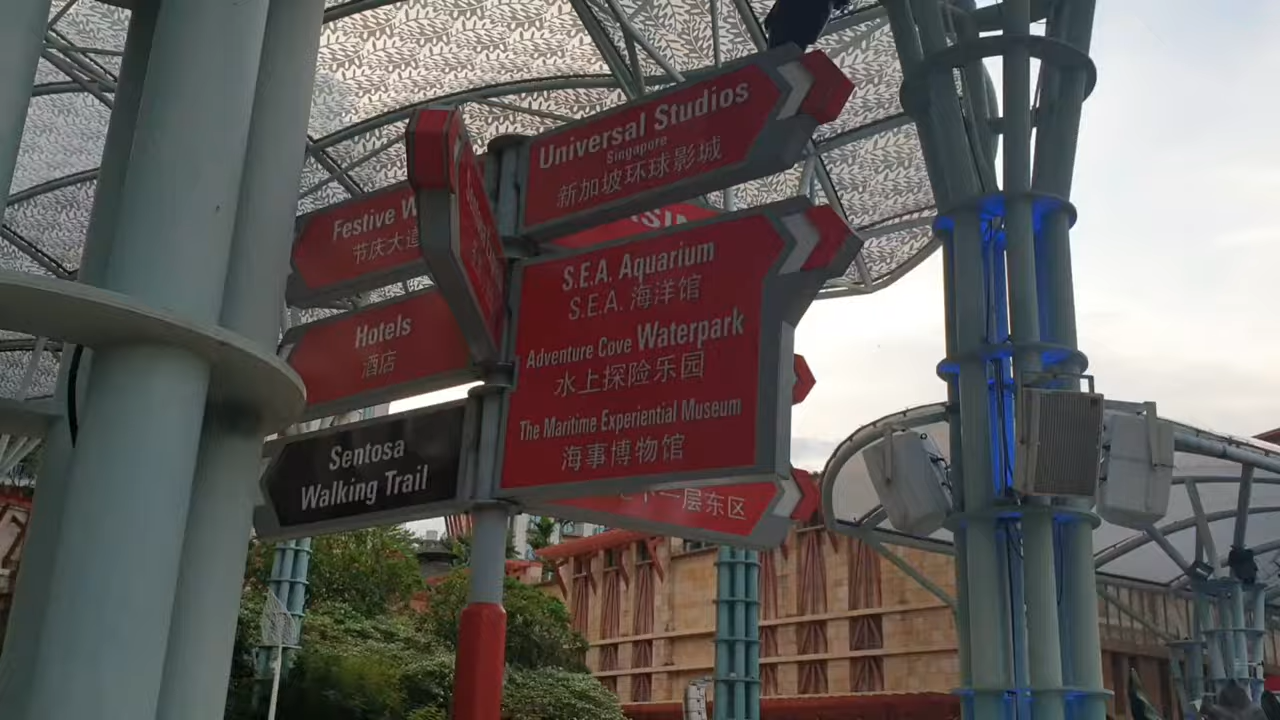 Universal Studios
Singapore
新加坡环球影城
Festive W
节庆大道
S.E.A. Aquarium
S.E.A. 海洋馆
Adventure Cove Waterpark
水上探险乐园
The Maritime Experiential Museum
海事博物馆
Hotels
酒店
Sentosa
Walking Trail
层东区